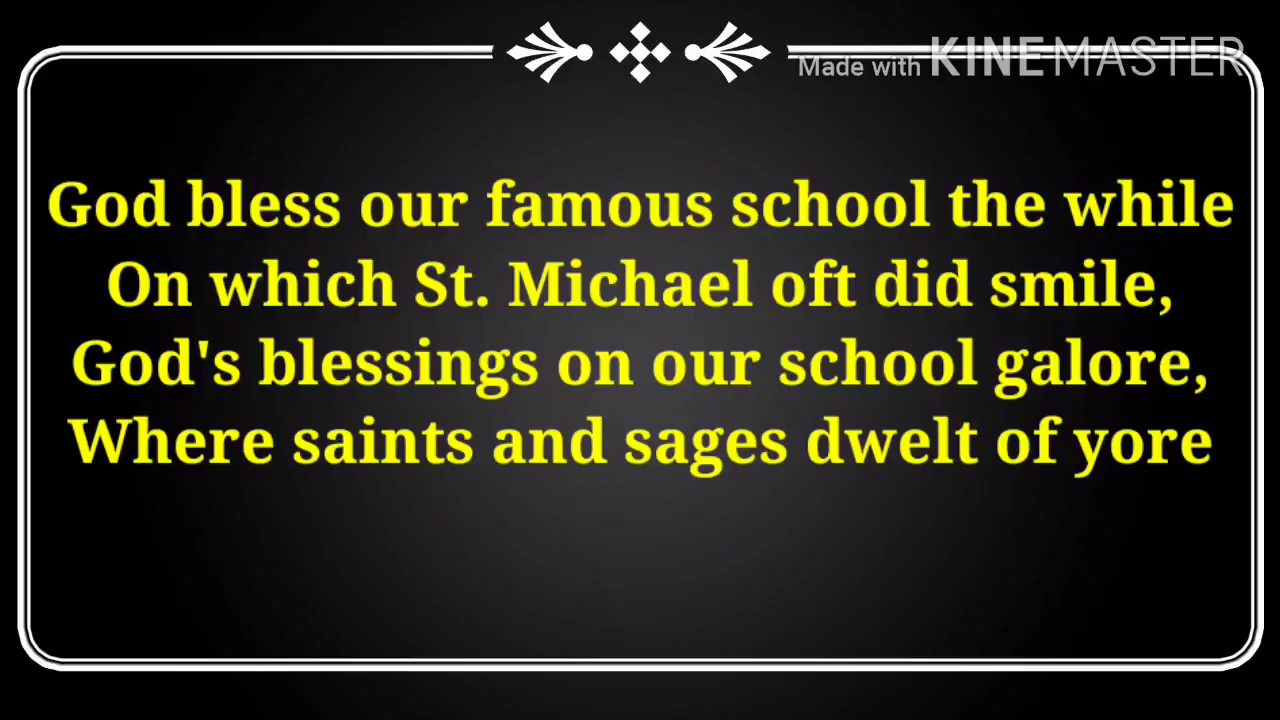 Made with KINEMASTER
God bless our famous school the while
On which St. Michael oft did smile,
God's blessings on our school galore,
Where saints and sages dwelt of yore